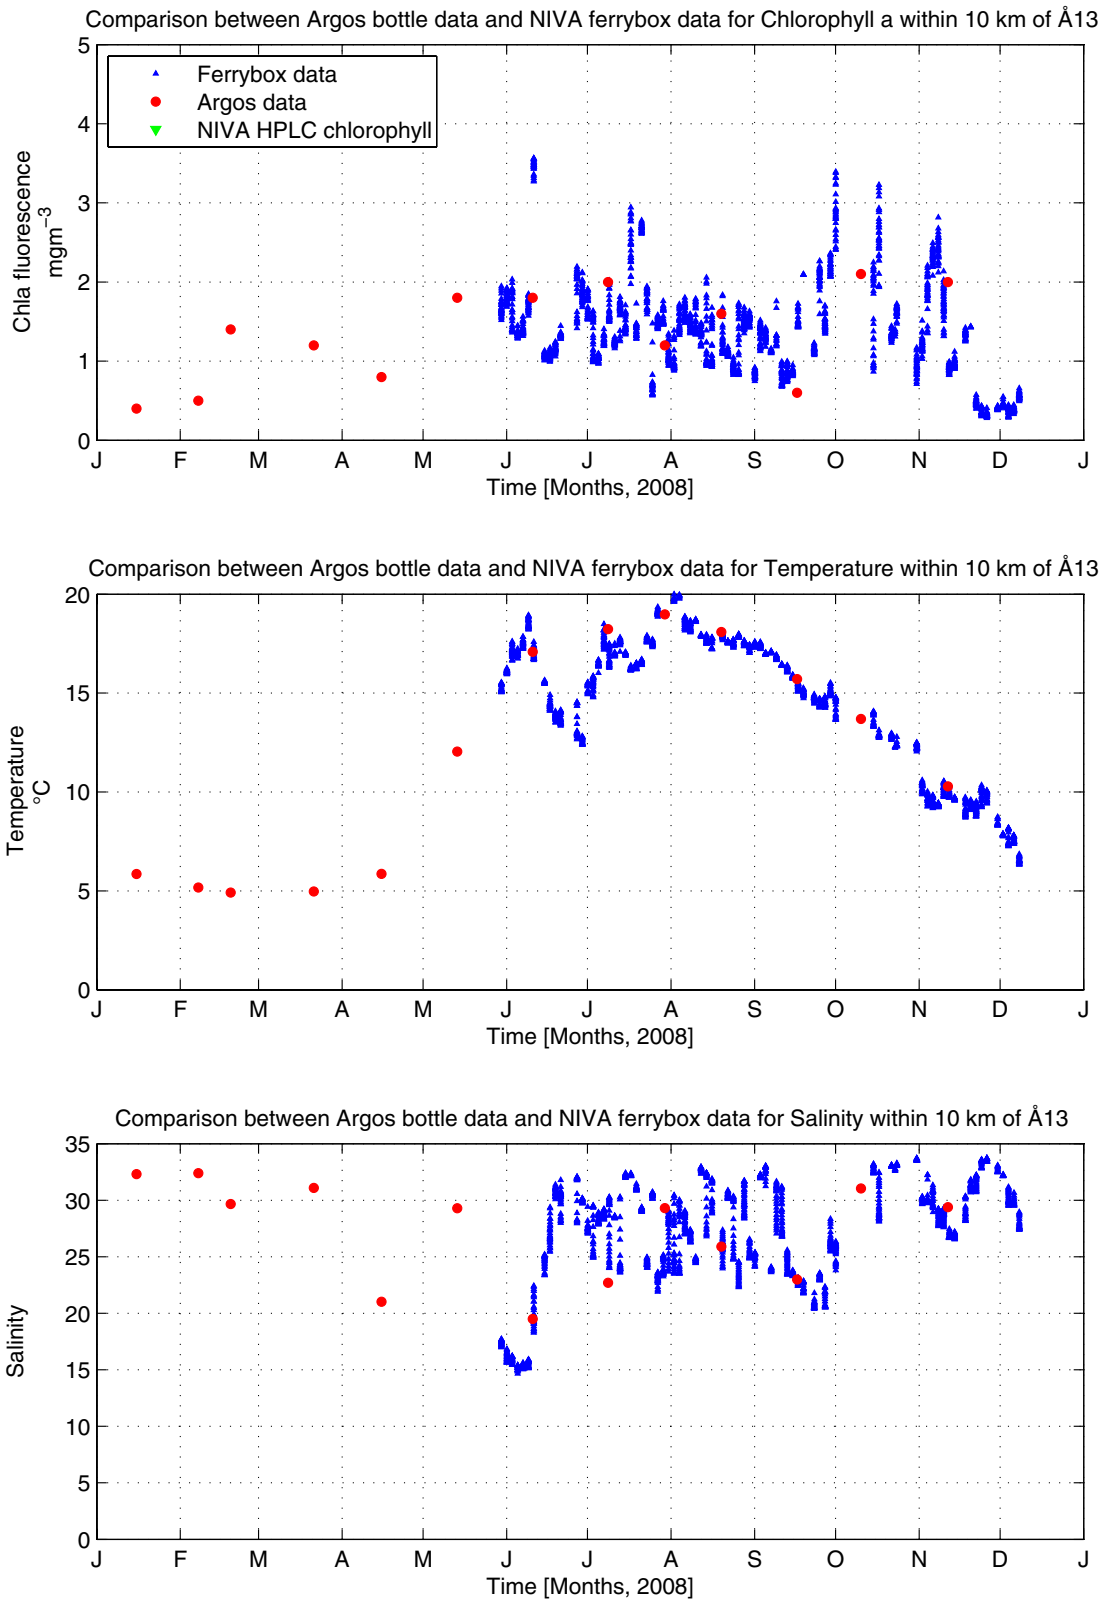 Comparison between Argos bottle data and NIVA ferrybox data for Chlorophyll a within 10 km of Å13
5
4
3
2
1
0
Chla fluorescence
mgm⁻³
Ferrybox data
Argos data
NIVA HPLC chlorophyll
J F M A M J J A S O N D J
Time [Months, 2008]
Comparison between Argos bottle data and NIVA ferrybox data for Temperature within 10 km of Å13
20
15
10
5
0
Temperature
°C
J F M A M J J A S O N D J
Time [Months, 2008]
Comparison between Argos bottle data and NIVA ferrybox data for Salinity within 10 km of Å13
35
30
25
20
15
10
5
0
Salinity
J F M A M J J A S O N D J
Time [Months, 2008]